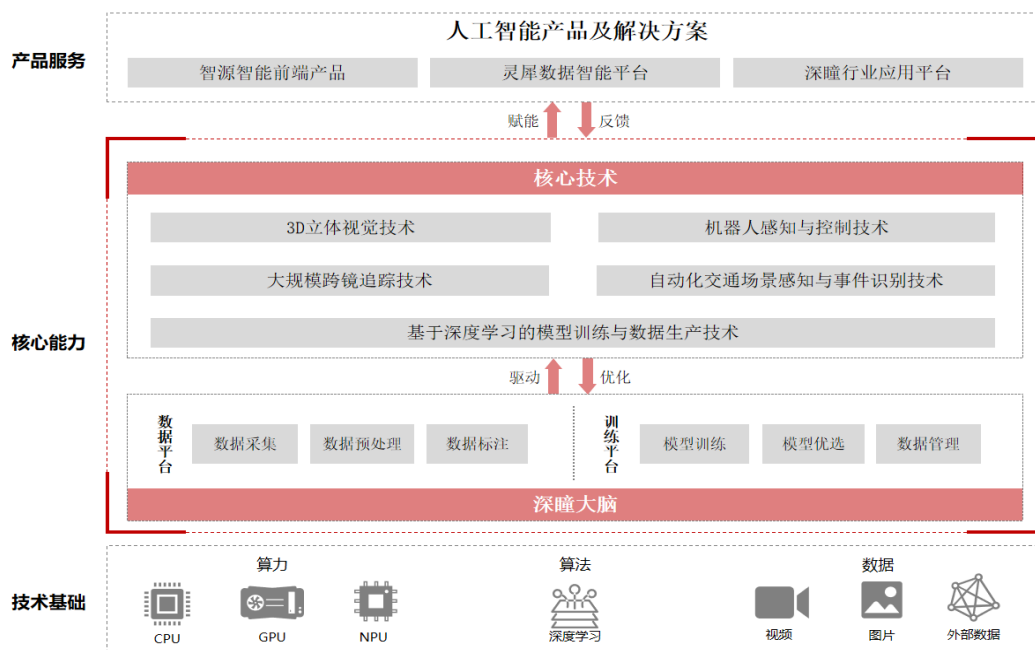 人工智能产品及解决方案
产品服务
智源智能前端产品
灵犀数据智能平台
深瞳行业应用平台
赋能
反馈
核心技术
3D立体视觉技术
机器人感知与控制技术
大规模跨镜追踪技术
自动化交通场景感知与事件识别技术
核心能力
基于深度学习的模型训练与数据生产技术
驱动
优化
数据平台
数据采集
数据预处理
数据标注
训练平台
模型训练
模型优选
数据管理
深瞳大脑
技术基础
算力
算法
数据
CPU
GPU
NPU
深度学习
视频
图片
外部数据